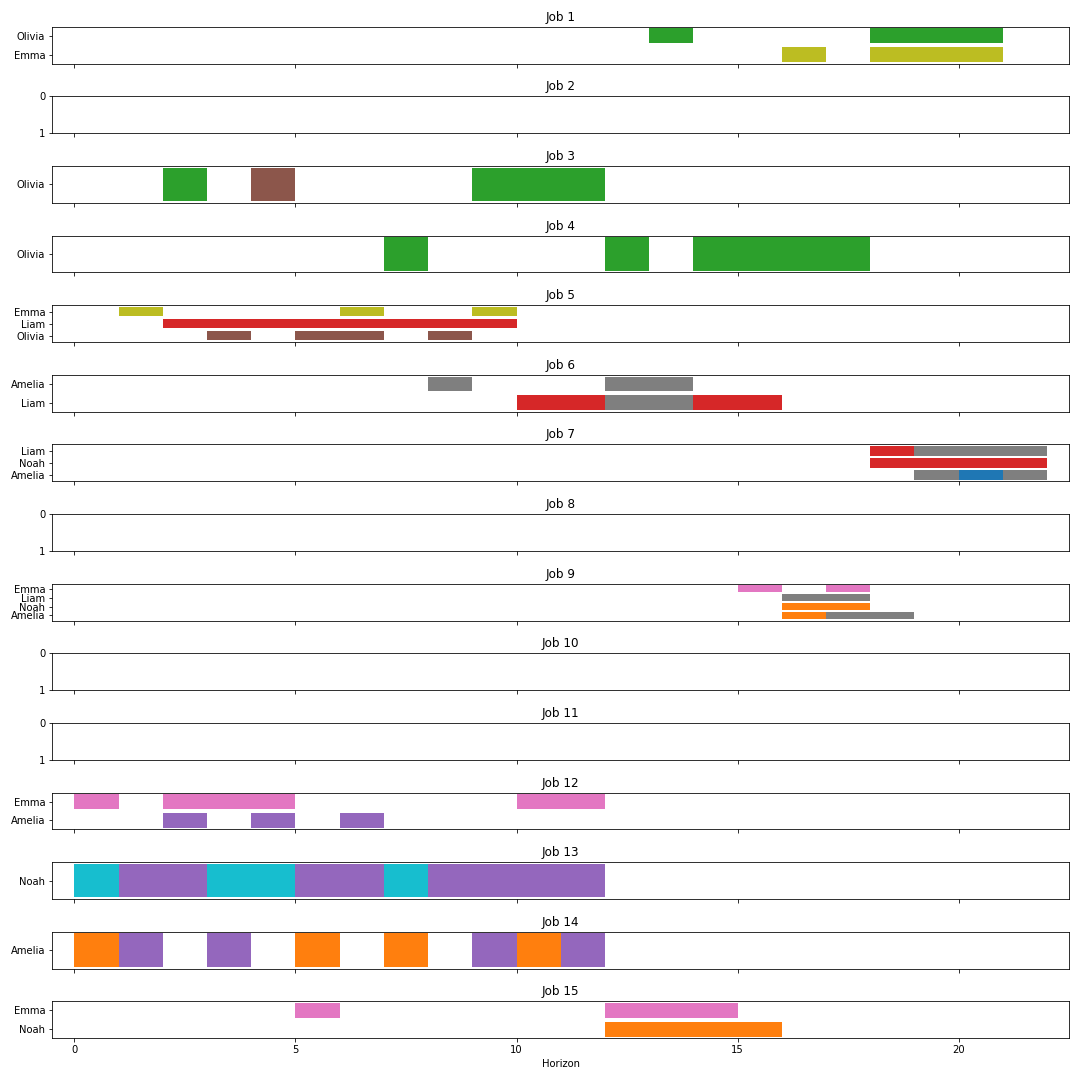 Job 1
Olivia
Emma
Job 2
0
1
Job 3
Olivia
Job 4
Olivia
Job 5
Emma
Liam
Olivia
Job 6
Amelia
Liam
Job 7
Liam
Noah
Amelia
Job 8
0
1
Job 9
Emma
Liam
Noah
Amelia
Job 10
0
1
Job 11
0
1
Job 12
Emma
Amelia
Job 13
Noah
Job 14
Amelia
Job 15
Emma
Noah
0 5 10 15 20
Horizon